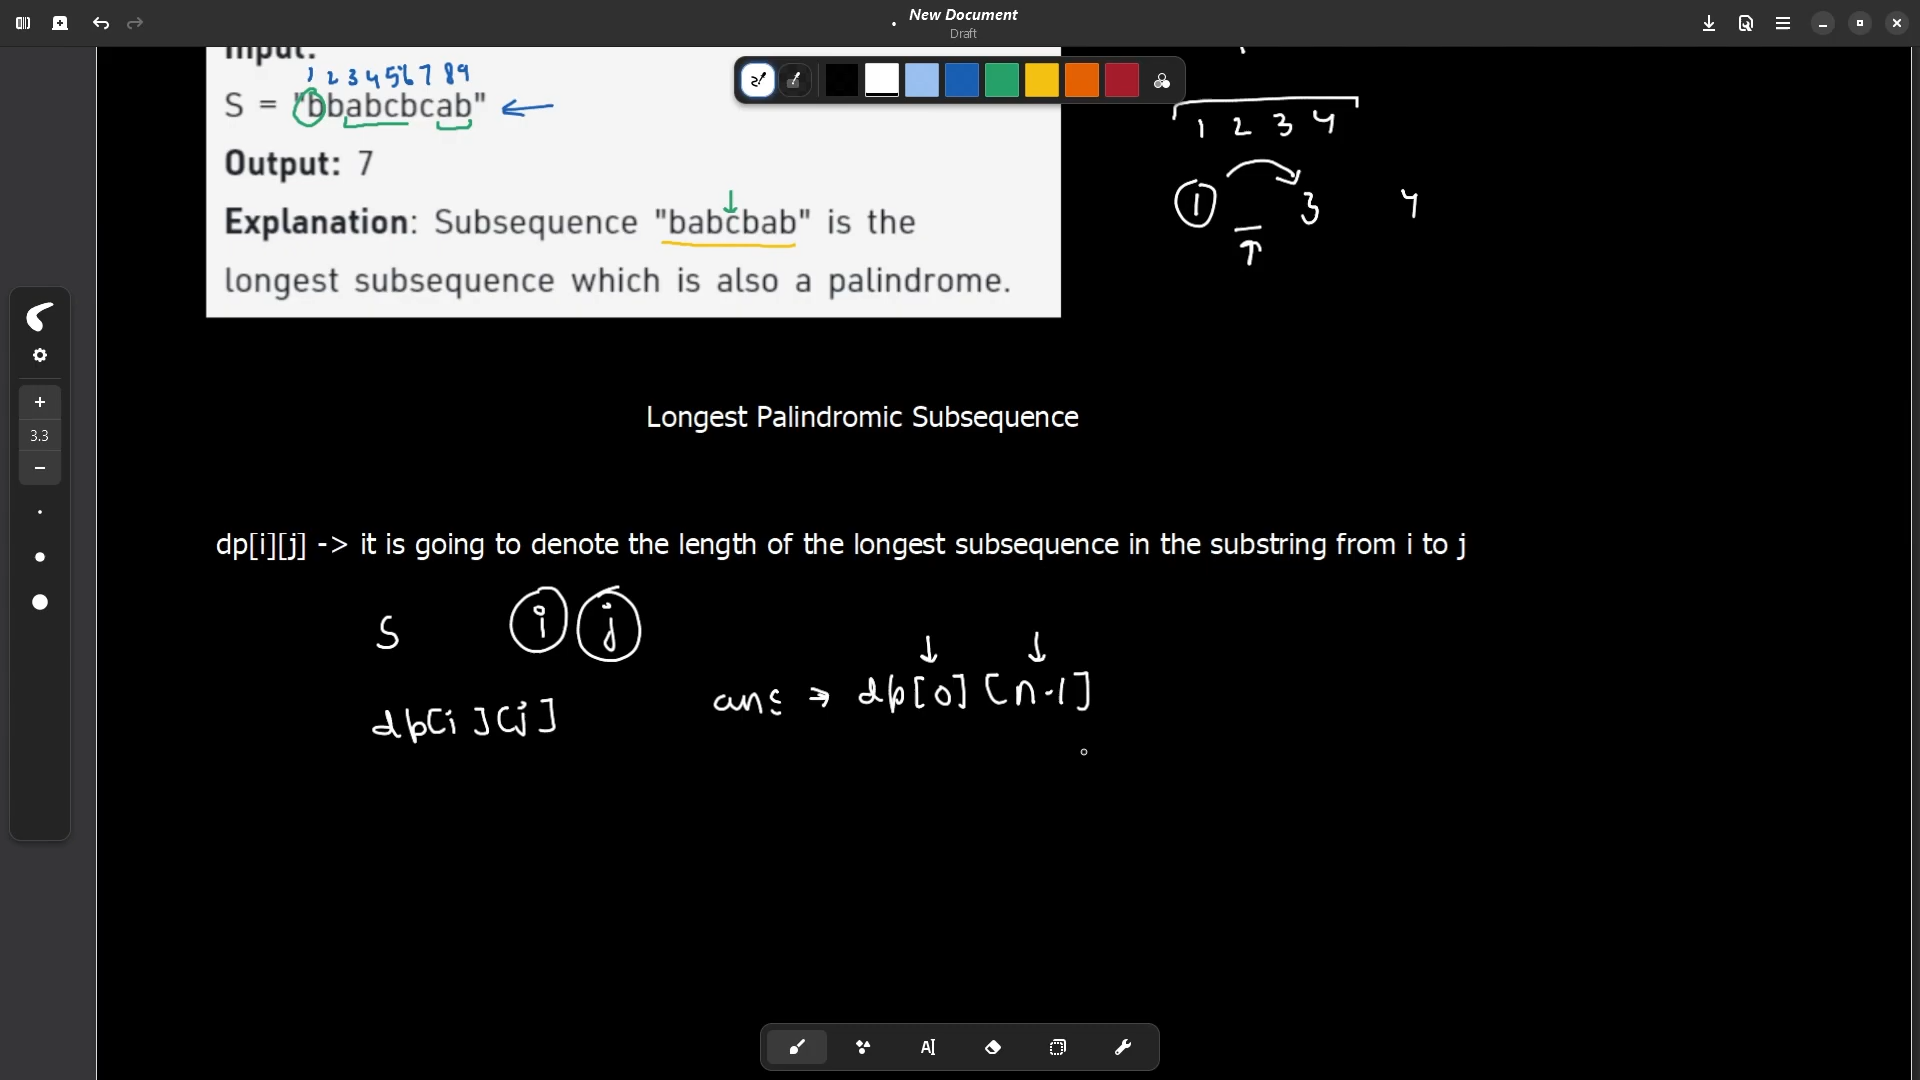 New Document
Draft
Input:
1 2 3 4 5 6 7 8 9
S = "bbabcbcab"
Output: 7
Explanation: Subsequence "babcbab" is the
longest subsequence which is also a palindrome.
1 2 3 4
1 3 4
3.3
Longest Palindromic Subsequence
dp[i][j] -> it is going to denote the length of the longest subsequence in the substring from i to j
S i j
dp[i][j]
ans → dp[0][n-1]
AI